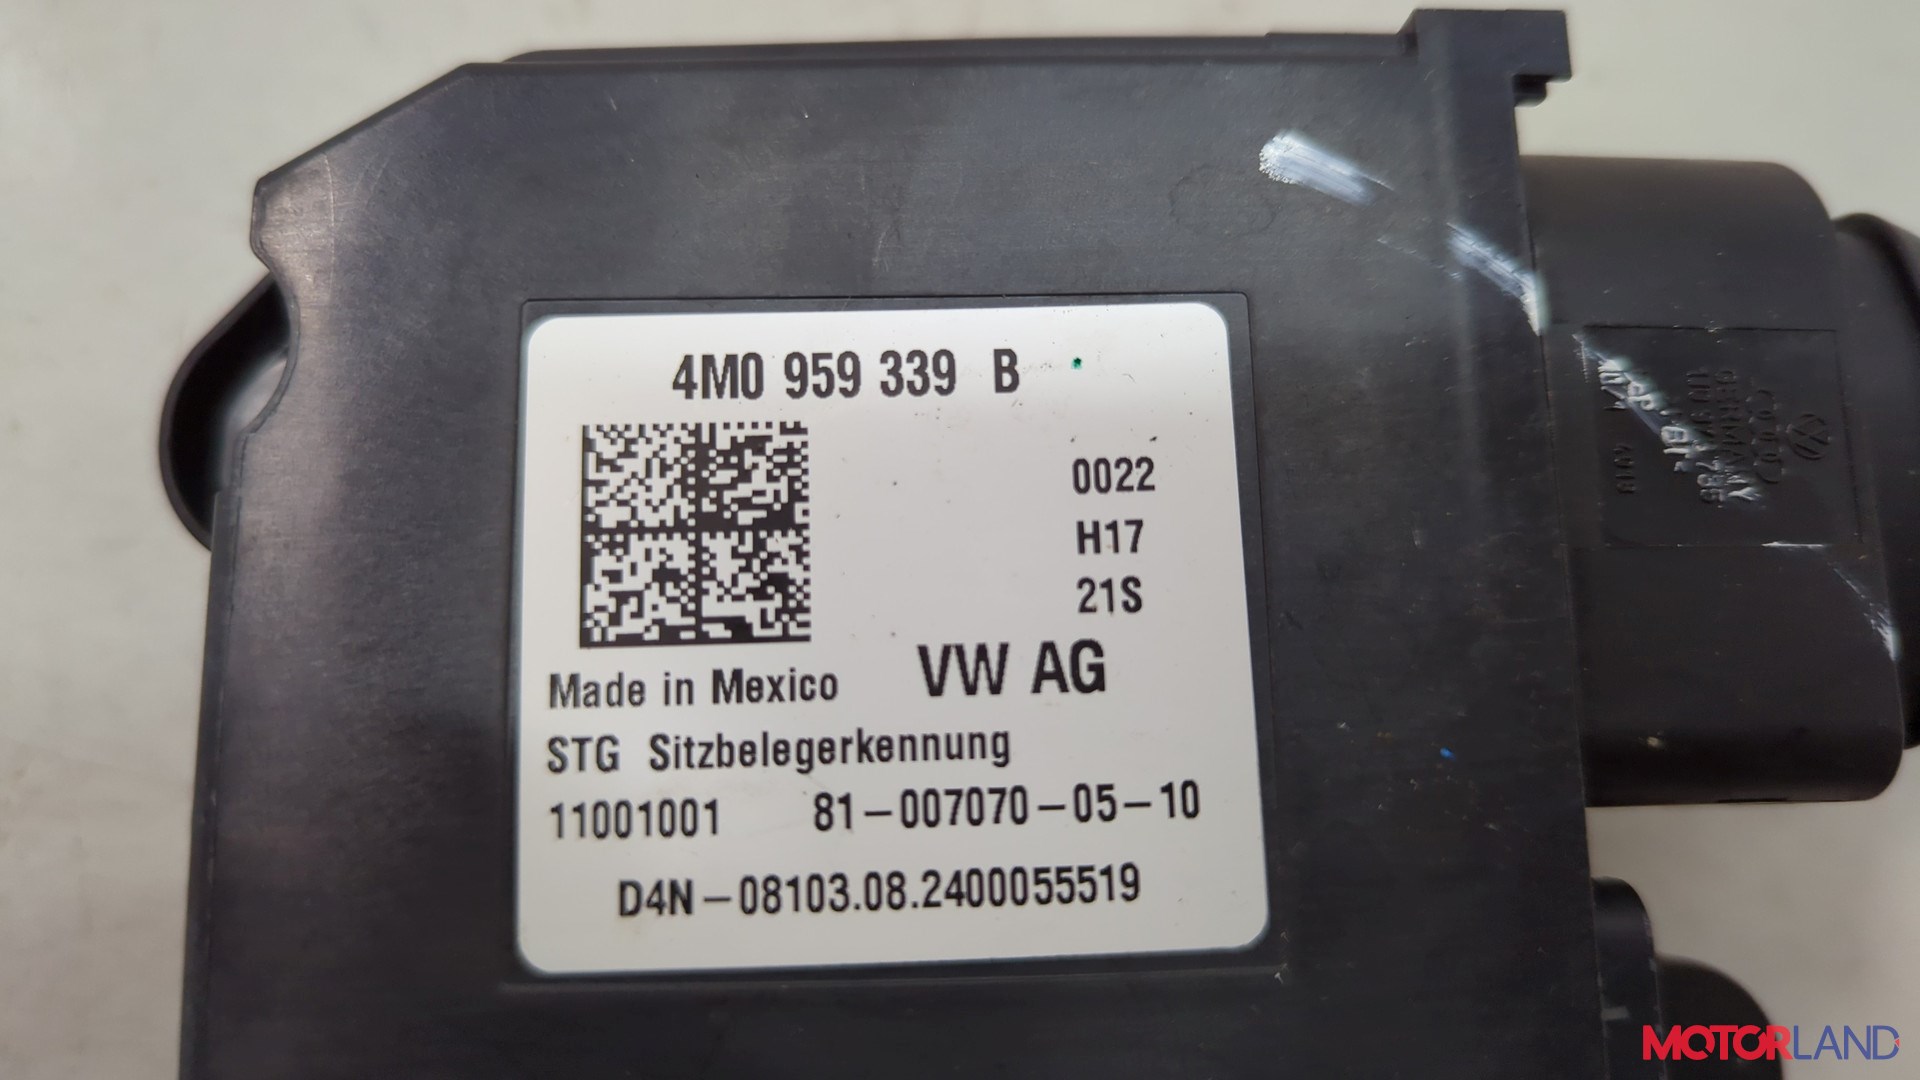 4M0 959 339 B
0022
H17
21S
Made in Mexico VW AG
STG Sitzbelegerkennung
11001001 81-007070-05-10
D4N-08103.08.2400055519
GERMANY
MOTORLAND